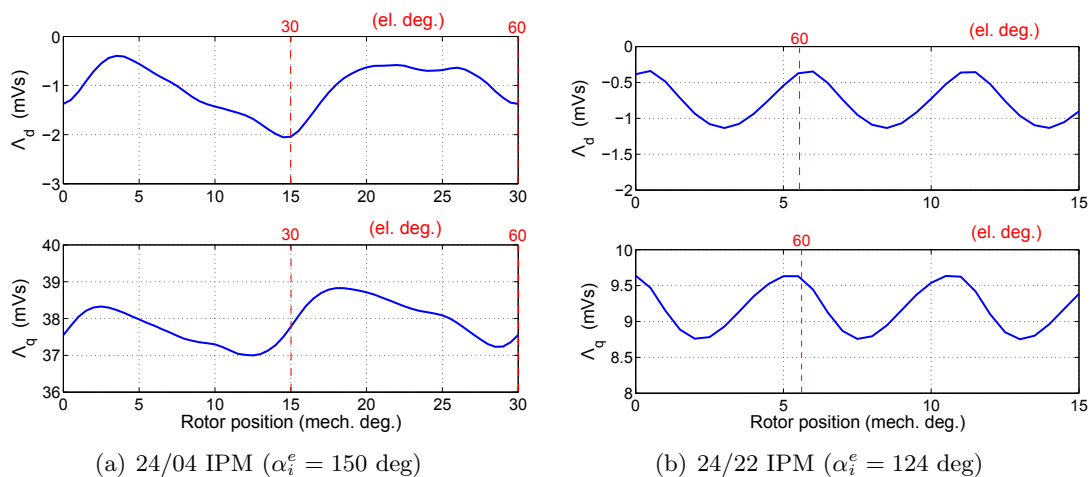 30 (el. deg.) 60
0
−1
−2
−3
Λd (mVs)
0 5 10 15 20 25 30
30 (el. deg.) 60
40
39
38
37
36
Λq (mVs)
0 5 10 15 20 25 30
Rotor position (mech. deg.)
(a) 24/04 IPM (α_i^e = 150 deg)
60 (el. deg.)
0
−0.5
−1
−1.5
−2
Λd (mVs)
0 5 10 15
60 (el. deg.)
10
9.5
9
8.5
8
Λq (mVs)
0 5 10 15
Rotor position (mech. deg.)
(b) 24/22 IPM (α_i^e = 124 deg)